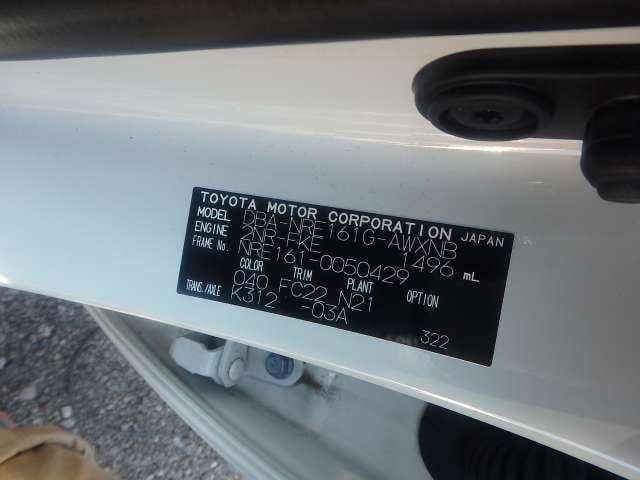 TOYOTA MOTOR CORPORATION JAPAN
MODEL DBA-NRE161G-AWXNB
ENGINE 2NR-FKE 1496 mL
FRAME No. NRE161-0050429
COLOR TRIM PLANT OPTION
040 FC22 N21
TRANS./AXLE K312 -03A
322